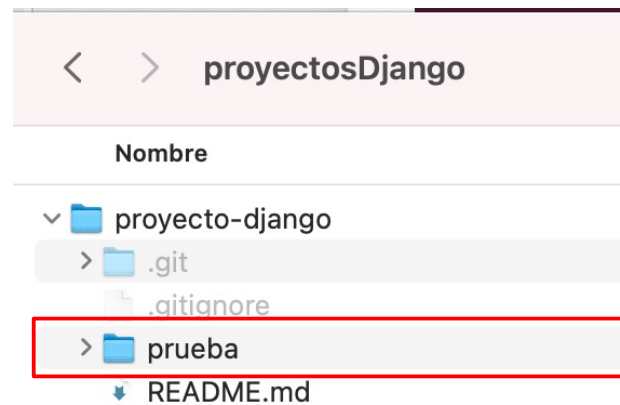 proyectosDjango
Nombre
proyecto-django
.git
.gitignore
prueba
README.md